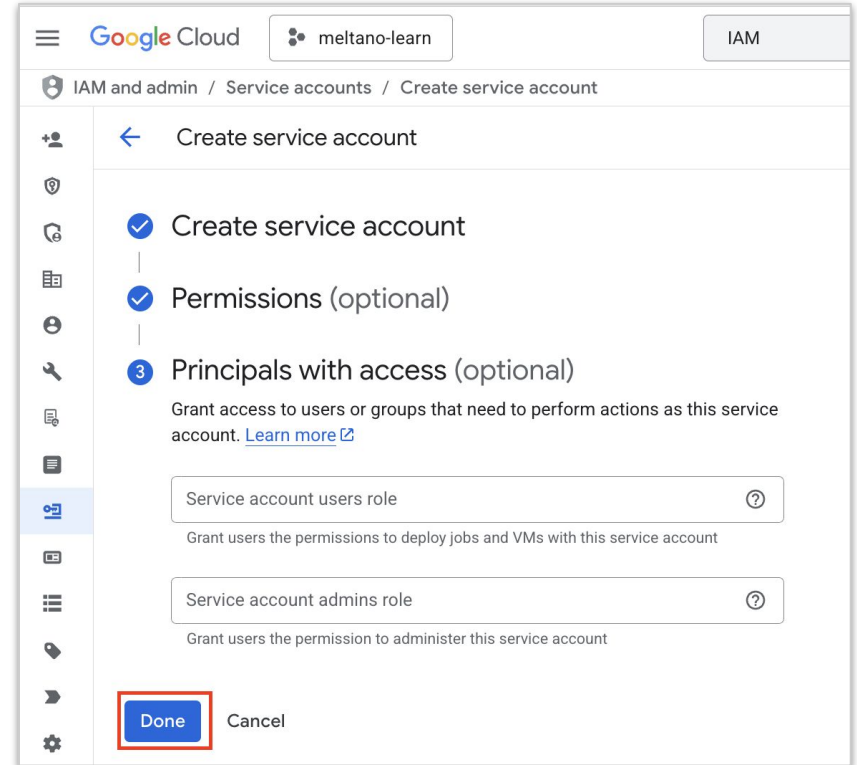 Google Cloud
meltano-learn
IAM
IAM and admin / Service accounts / Create service account
Create service account
Create service account
Permissions (optional)
3 Principals with access (optional)
Grant access to users or groups that need to perform actions as this service
account. Learn more
Service account users role
Grant users the permissions to deploy jobs and VMs with this service account
Service account admins role
Grant users the permission to administer this service account
Done Cancel